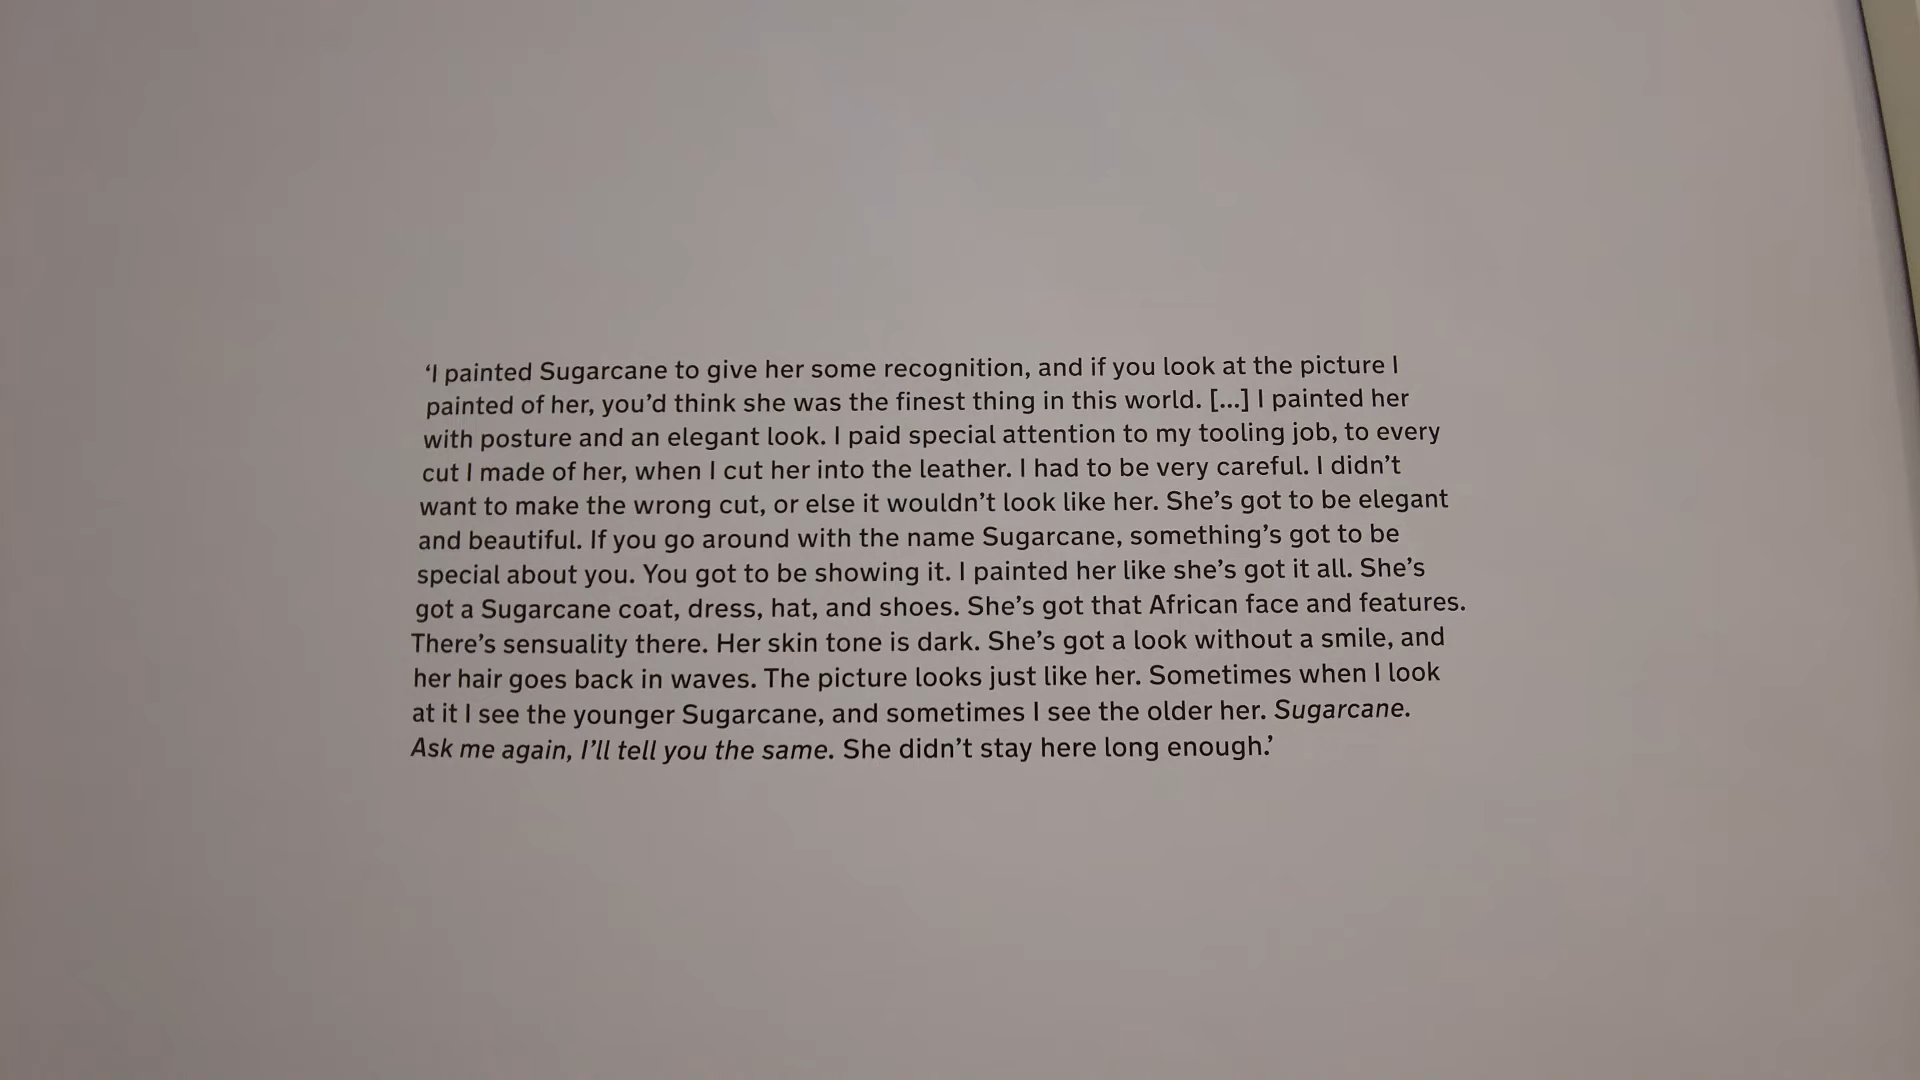 ‘I painted Sugarcane to give her some recognition, and if you look at the picture I
painted of her, you’d think she was the finest thing in this world. [...] I painted her
with posture and an elegant look. I paid special attention to my tooling job, to every
cut I made of her, when I cut her into the leather. I had to be very careful. I didn’t
want to make the wrong cut, or else it wouldn’t look like her. She’s got to be elegant
and beautiful. If you go around with the name Sugarcane, something’s got to be
special about you. You got to be showing it. I painted her like she’s got it all. She’s
got a Sugarcane coat, dress, hat, and shoes. She’s got that African face and features.
There’s sensuality there. Her skin tone is dark. She’s got a look without a smile, and
her hair goes back in waves. The picture looks just like her. Sometimes when I look
at it I see the younger Sugarcane, and sometimes I see the older her. Sugarcane.
Ask me again, I’ll tell you the same. She didn’t stay here long enough.’